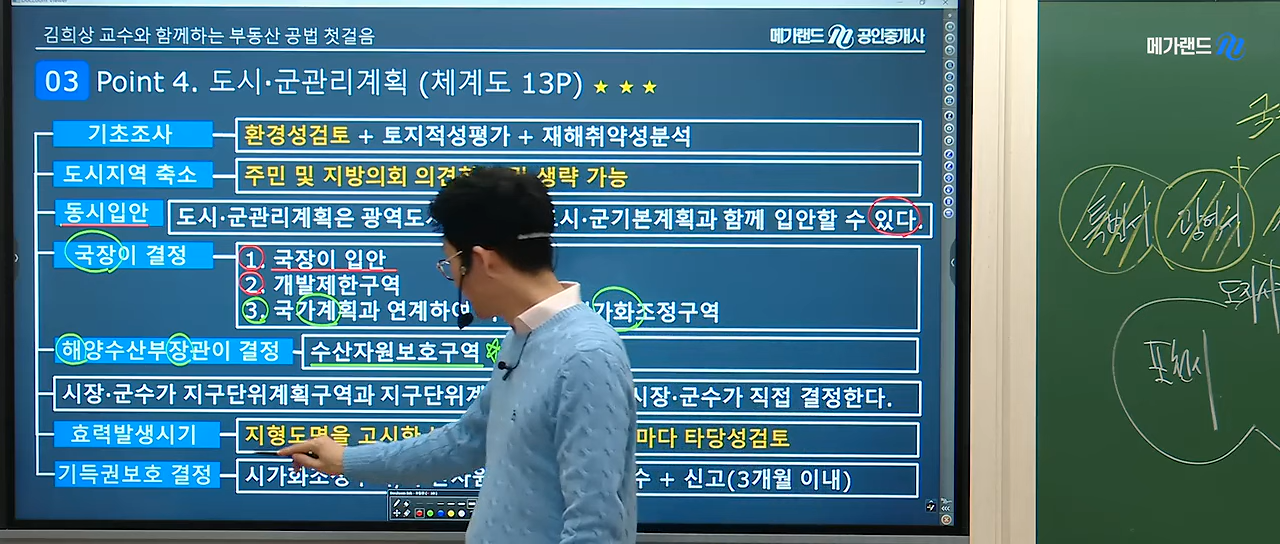 김희상 교수와 함께하는 부동산 공법 첫걸음
메가랜드 공인중개사
메가랜드
03 Point 4. 도시·군관리계획 (체계도 13P) ★ ★ ★
기초조사 환경성검토 + 토지적성평가 + 재해취약성분석
도시지역 축소 주민 및 지방의회 의견 생략 가능
동시입안 도시·군관리계획은 광역도 시·군기본계획과 함께 입안할 수 있다.
국장이 결정
1. 국장이 입안
2. 개발제한구역
3. 국가계획과 연계하여 가화조정구역
해양수산부장관이 결정 수산자원보호구역
시장·군수가 지구단위계획구역과 지구단위계 시장·군수가 직접 결정한다.
효력발생시기 지형도면을 고시한 마다 타당성검토
기득권보호 결정 시가화조정구 수 + 신고(3개월 이내)
특별시 광역시
포천시